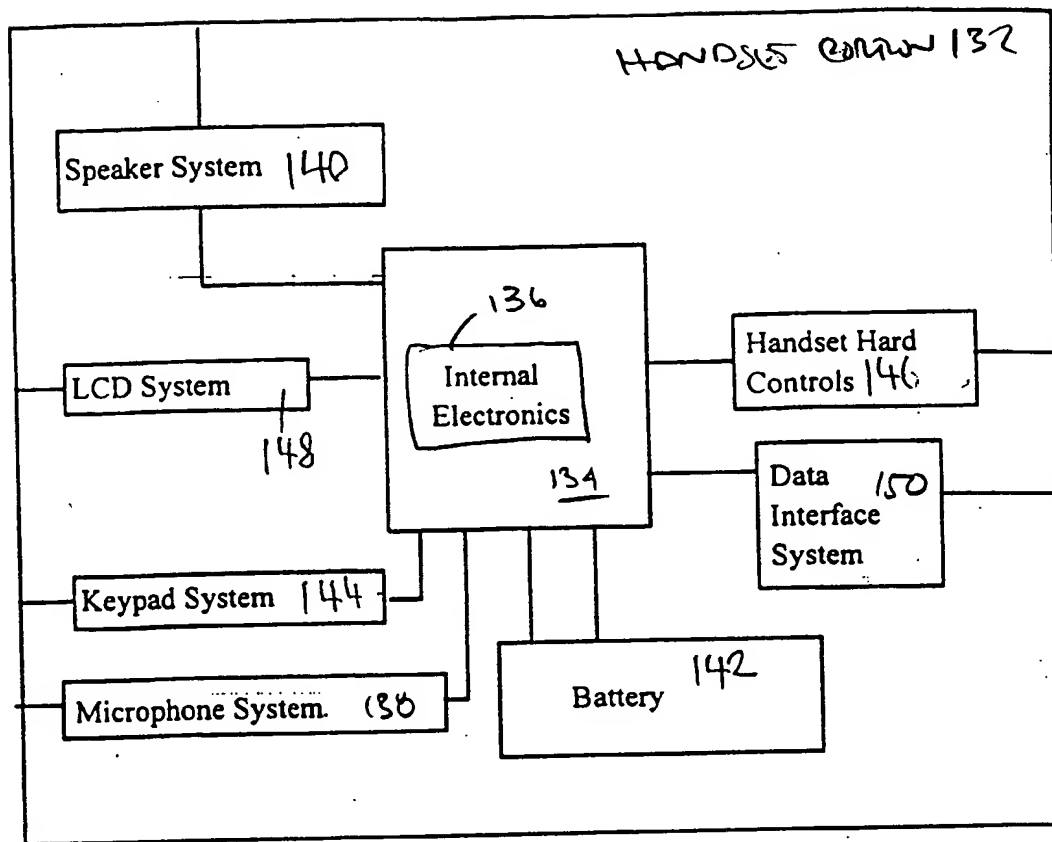 HANDSET PORTION 132
Speaker System 140
136
Internal
Electronics
134
Handset Hard
Controls 146
LCD System
148
Data 150
Interface
System
Keypad System 144
Battery 142
Microphone System. 138